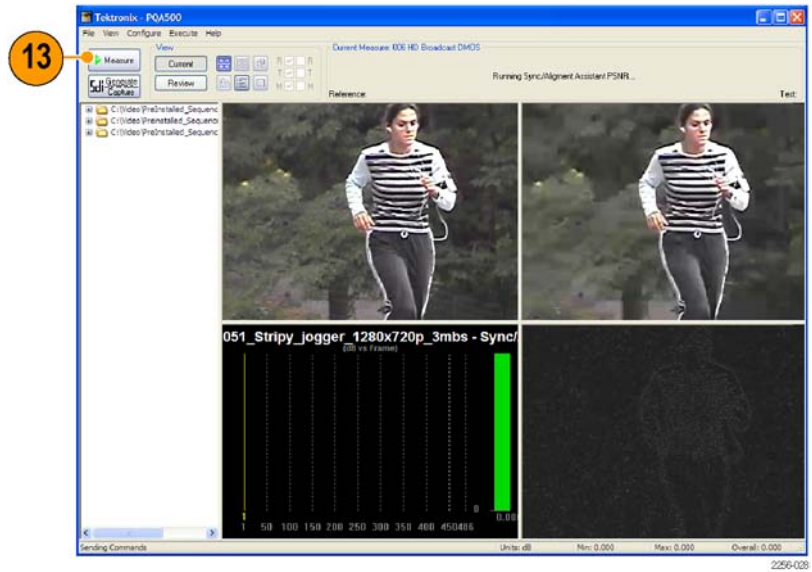 Tektronix - PQA500
File View Configure Execute Help
13
Measure
View
Current
Review
Generate
Capture
R R
T T
M M
Current Measure: 006 HD Broadcast DMOS
Running Sync/Alignment Assistant PSNR...
Reference:
Test:
C:\Video\PreInstalled_Sequenc
C:\Video\PreInstalled_Sequenc
C:\Video\PreInstalled_Sequenc
051_Stripy_jogger_1280x720p_3mbs - Sync/
(dB vs Frame)
0
1
1 50 100 150 200 250 300 350 400 450486
Sending Commands
Units: dB
Min: 0.000
Max: 0.000
Overall: 0.000
2256-028